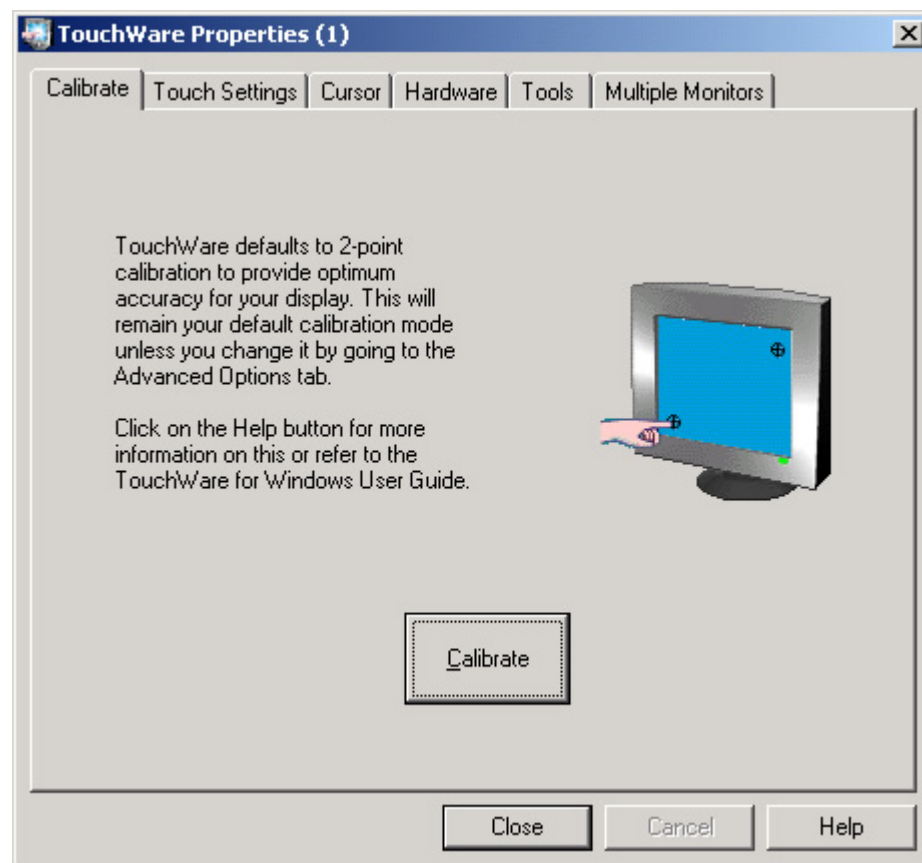 TouchWare Properties (1)
Calibrate Touch Settings Cursor Hardware Tools Multiple Monitors
TouchWare defaults to 2-point
calibration to provide optimum
accuracy for your display. This will
remain your default calibration mode
unless you change it by going to the
Advanced Options tab.
Click on the Help button for more
information on this or refer to the
TouchWare for Windows User Guide.
Calibrate
Close Cancel Help